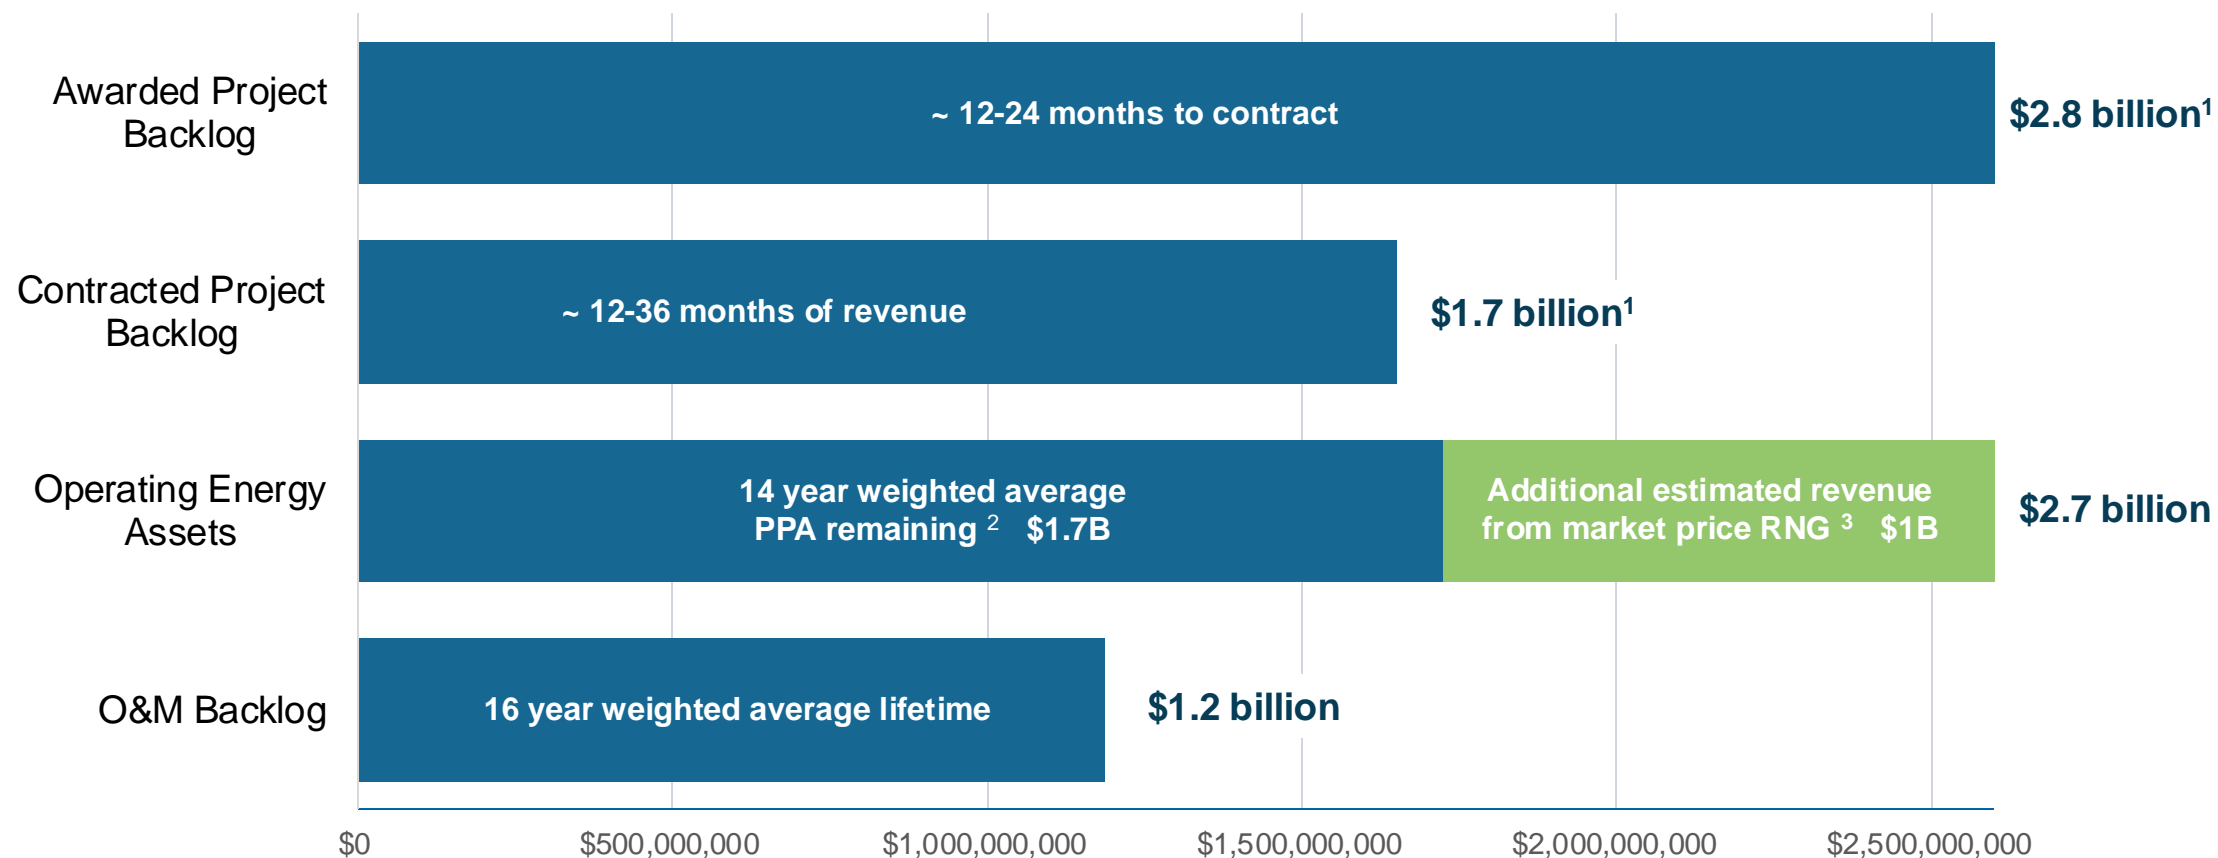 Awarded Project
Backlog
~ 12-24 months to contract
$2.8 billion¹
Contracted Project
Backlog
~ 12-36 months of revenue
$1.7 billion¹
Operating Energy
Assets
14 year weighted average
PPA remaining ² $1.7B
Additional estimated revenue
from market price RNG ³ $1B
$2.7 billion
O&M Backlog
16 year weighted average lifetime
$1.2 billion
$0 $500,000,000 $1,000,000,000 $1,500,000,000 $2,000,000,000 $2,500,000,000